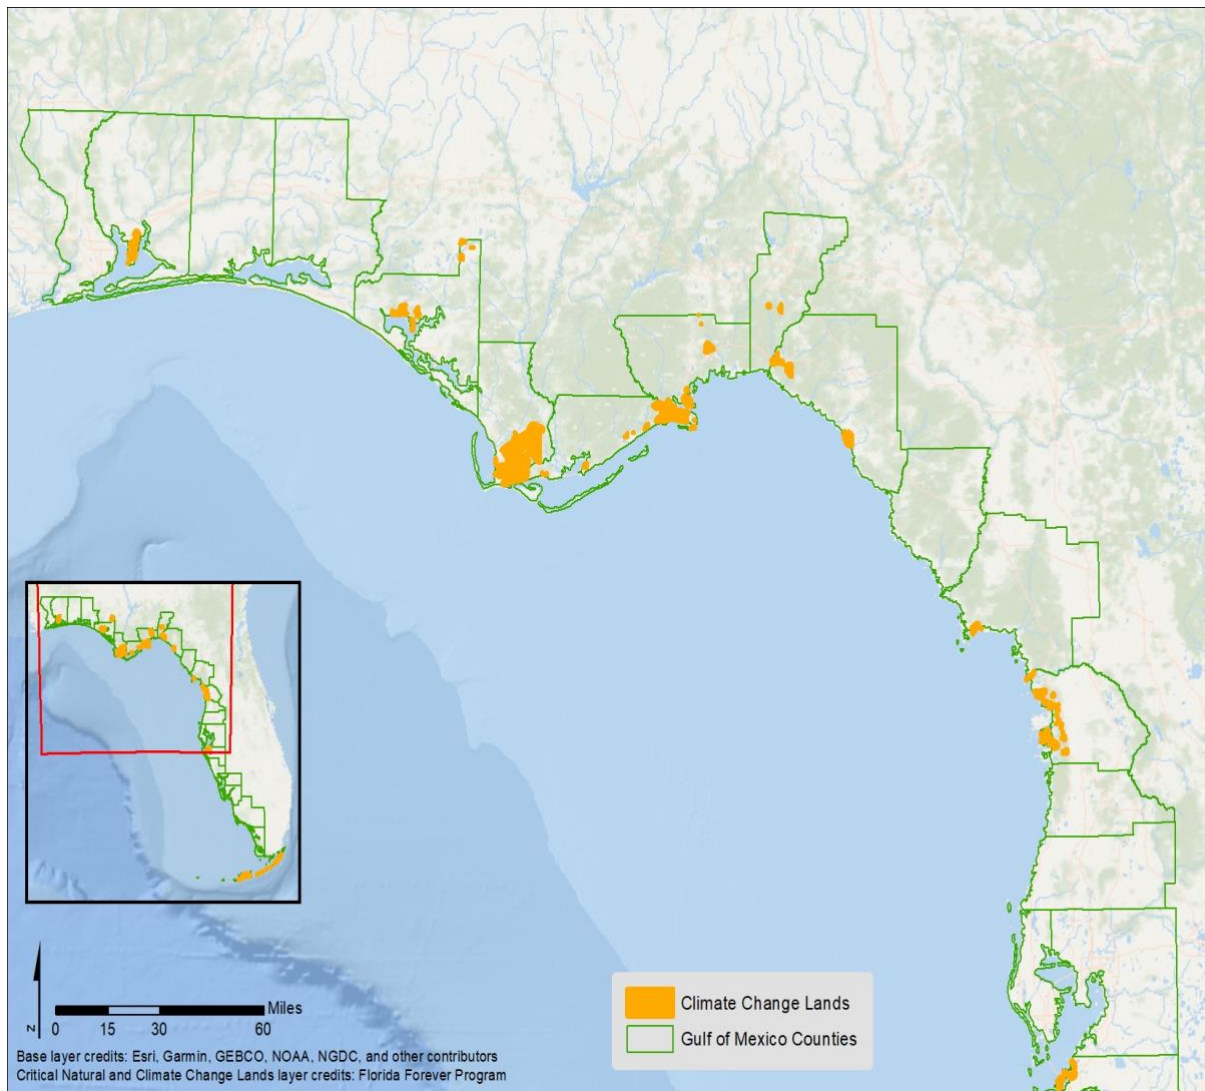 Climate Change Lands
Gulf of Mexico Counties
N
Miles
0 15 30 60
Base layer credits: Esri, Garmin, GEBCO, NOAA, NGDC, and other contributors
Critical Natural and Climate Change Lands layer credits: Florida Forever Program